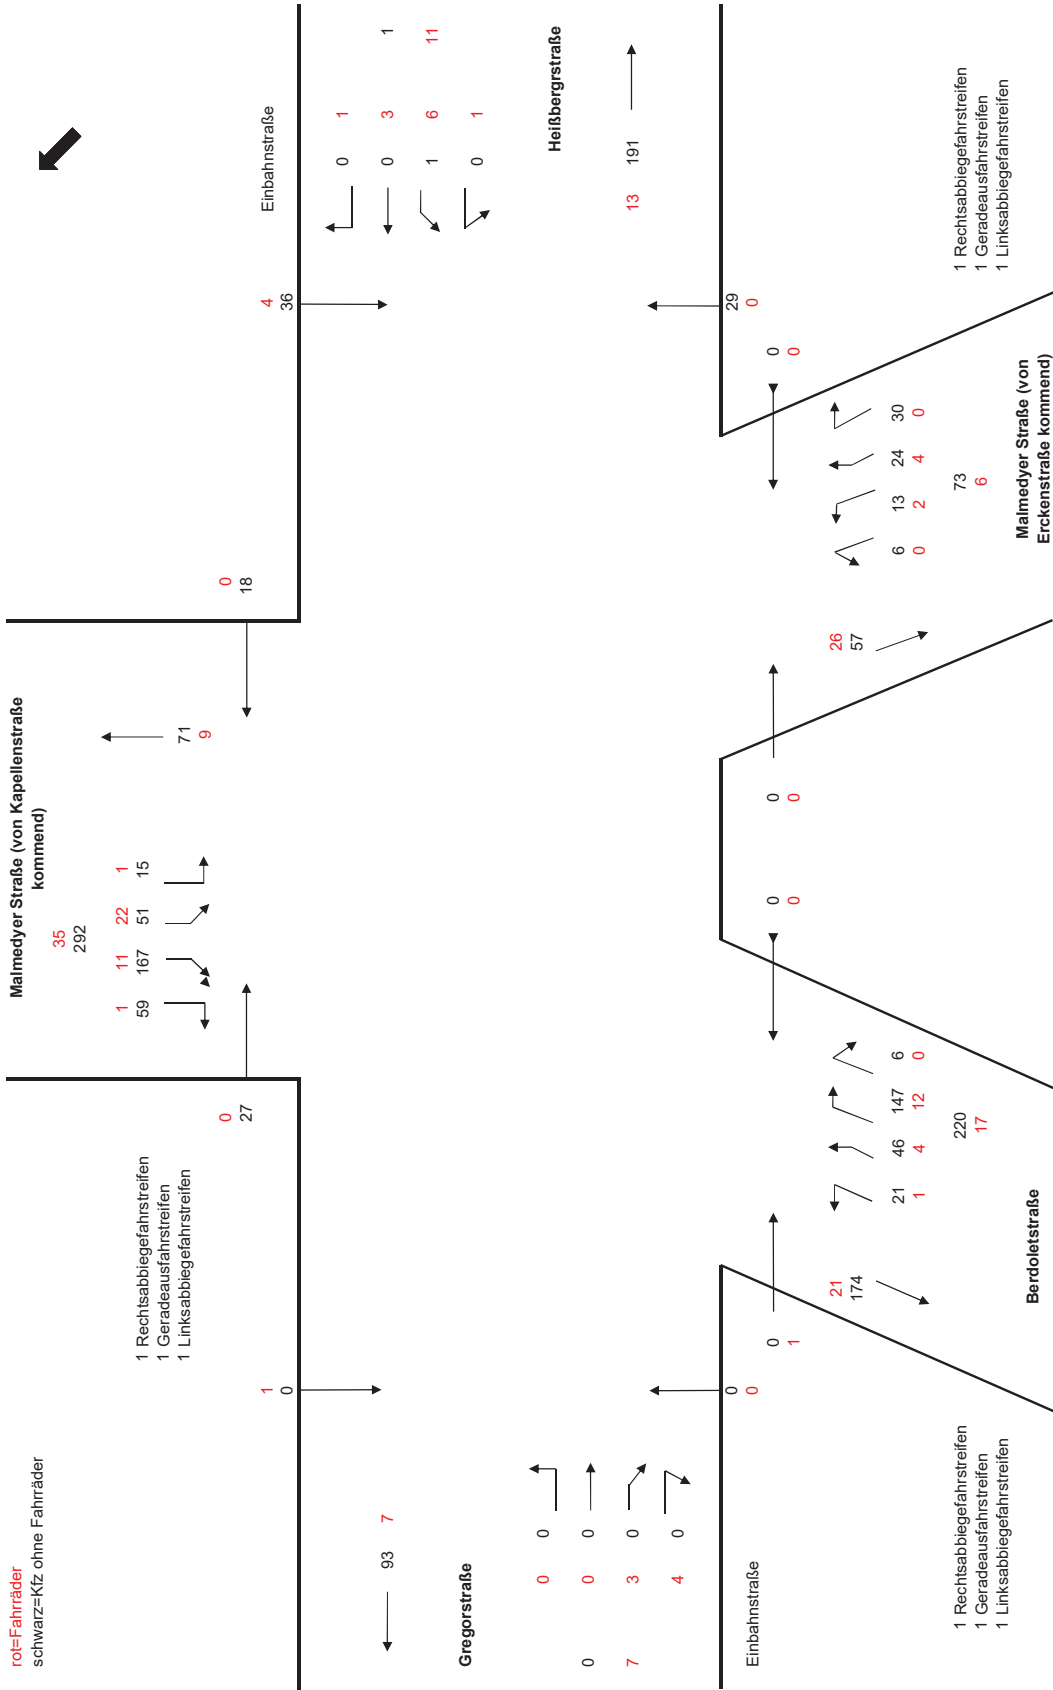 rot=Fahrräder
schwarz=Kfz ohne Fahrräder
Malmedyer Straße (von Kapellenstraße
kommend)
35
292
1 11 22 1
59 167 51 15
71
9
1 Rechtsabbiegefahrstreifen
1 Geradeausfahrstreifen
1 Linksabbiegefahrstreifen
0
27
0
18
1
0
4
36
Einbahnstraße
0 1
0 3 1
1 6 11
0 1
93 7
Gregorstraße
Heißbergstraße
0 0
0 0 0
7 3 0
4 0
13 191
Einbahnstraße
0
0
29
0
0
1
0
0
0
0
0
0
21
174
26
57
21 46 147 6
1 4 12 0
220
17
6 13 24 30
0 2 4 0
73
6
1 Rechtsabbiegefahrstreifen
1 Geradeausfahrstreifen
1 Linksabbiegefahrstreifen
Berdoletstraße
Malmedyer Straße (von
Erckenstraße kommend)
1 Rechtsabbiegefahrstreifen
1 Geradeausfahrstreifen
1 Linksabbiegefahrstreifen